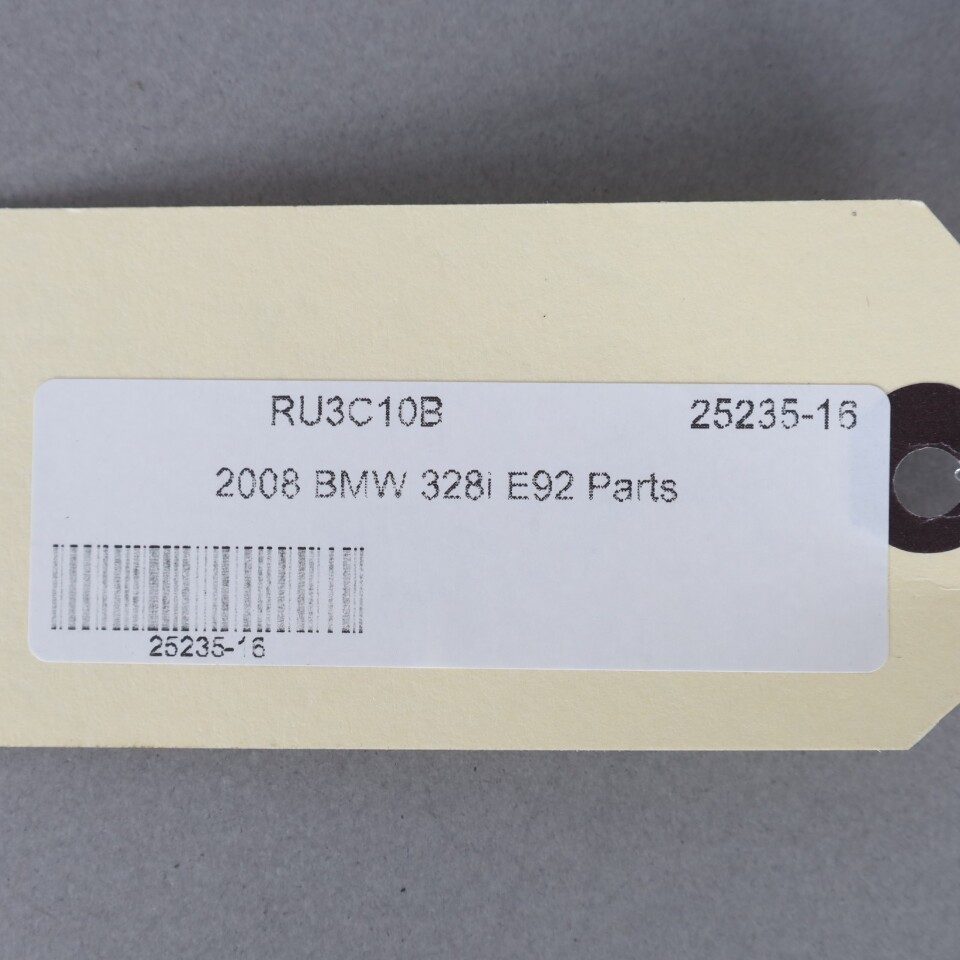 RU3C10B 25235-16
2008 BMW 328i E92 Parts
25235-16